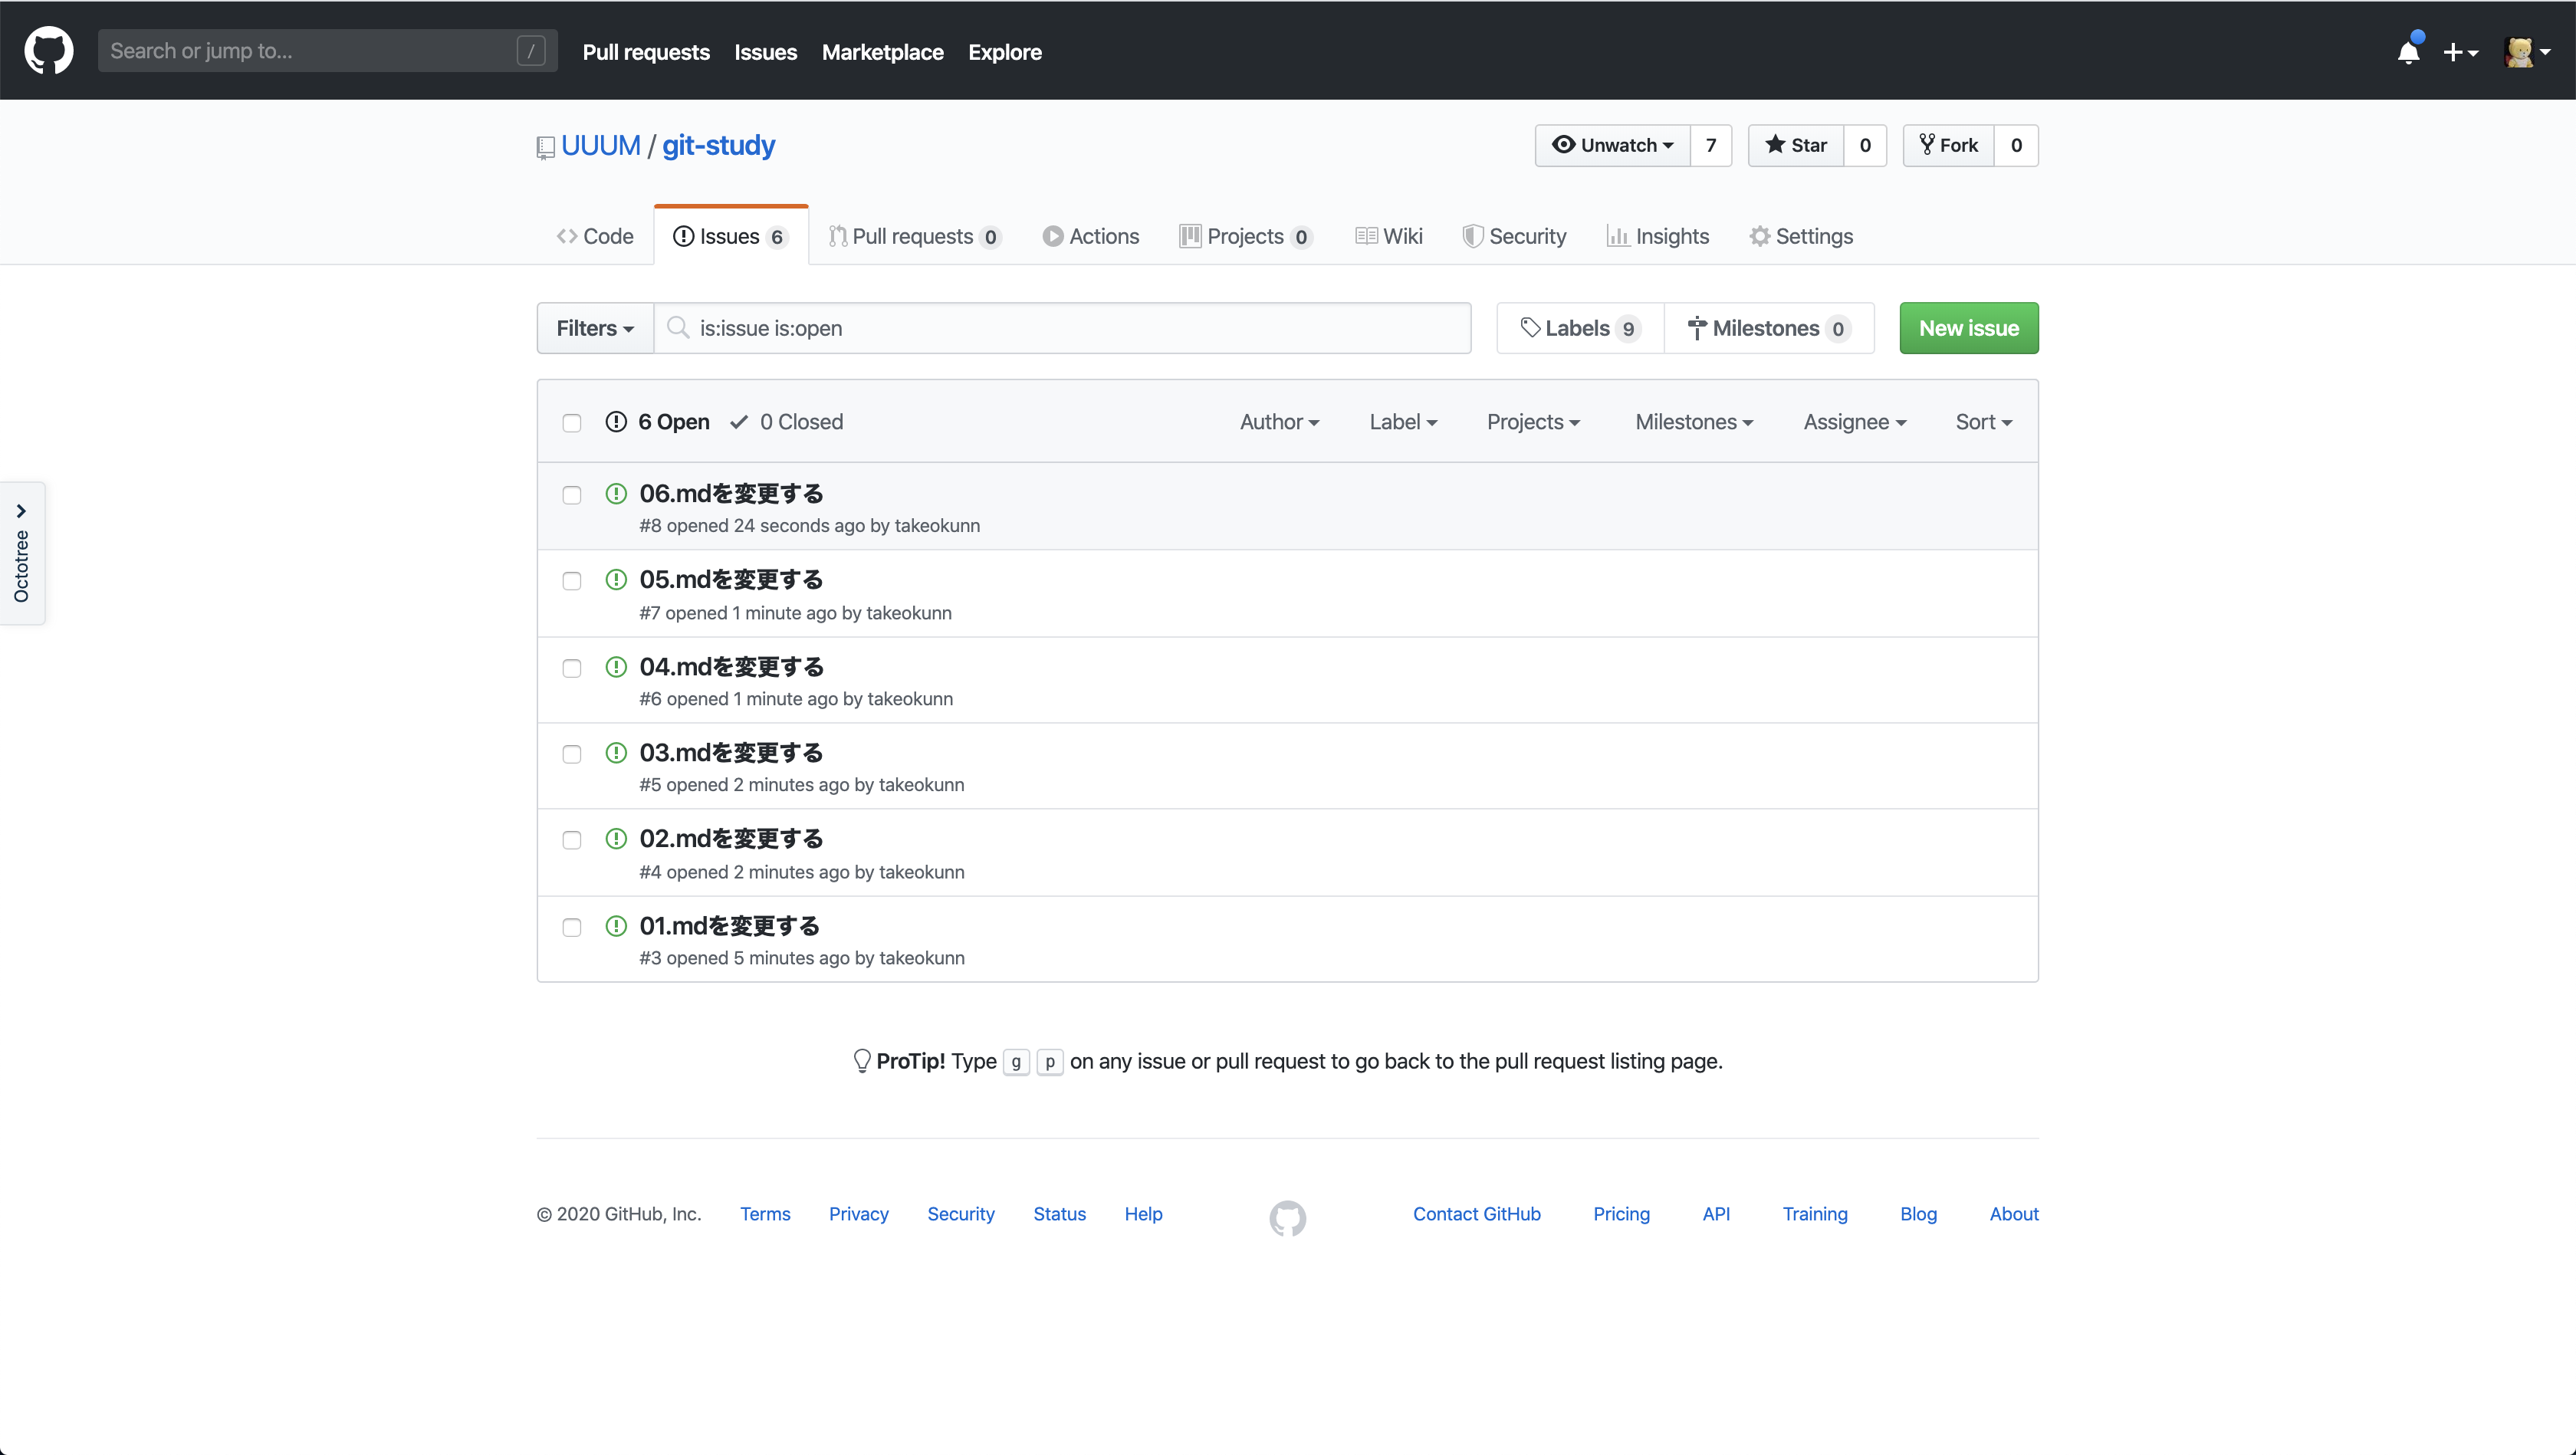 Search or jump to... /
Pull requests Issues Marketplace Explore
UUUM / git-study
Unwatch 7 Star 0 Fork 0
Code Issues 6 Pull requests 0 Actions Projects 0 Wiki Security Insights Settings
Filters is:issue is:open Labels 9 Milestones 0 New issue
6 Open 0 Closed Author Label Projects Milestones Assignee Sort
06.mdを変更する
#8 opened 24 seconds ago by takeokunn
05.mdを変更する
#7 opened 1 minute ago by takeokunn
04.mdを変更する
#6 opened 1 minute ago by takeokunn
03.mdを変更する
#5 opened 2 minutes ago by takeokunn
02.mdを変更する
#4 opened 2 minutes ago by takeokunn
01.mdを変更する
#3 opened 5 minutes ago by takeokunn
Octotree
ProTip! Type g p on any issue or pull request to go back to the pull request listing page.
© 2020 GitHub, Inc. Terms Privacy Security Status Help Contact GitHub Pricing API Training Blog About